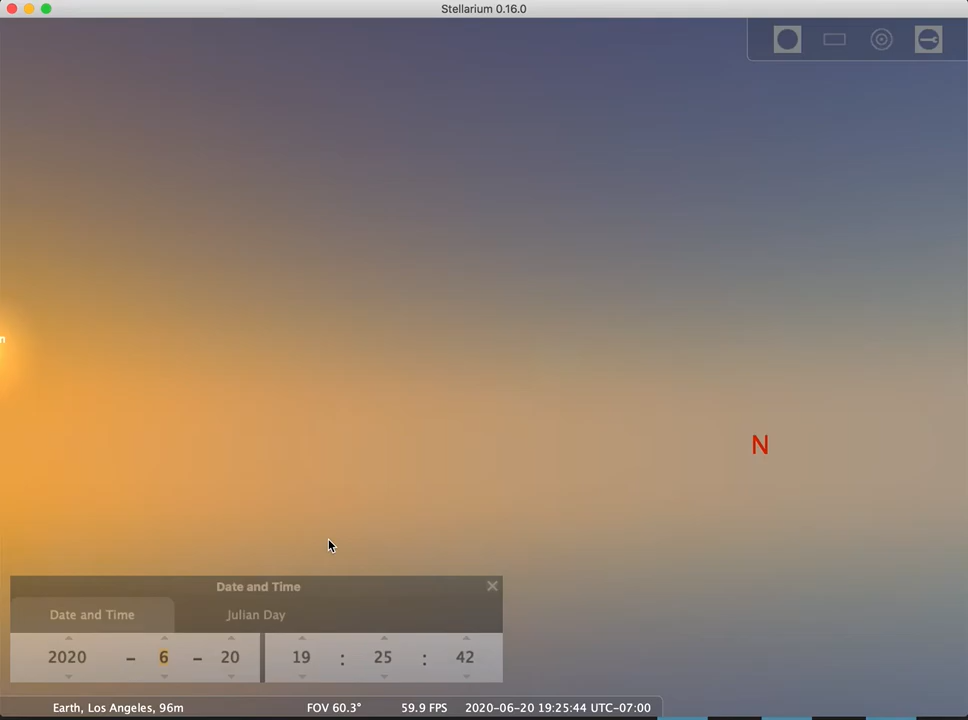 Stellarium 0.16.0
n
N
Date and Time
Date and Time Julian Day
2020 - 6 - 20 19 : 25 : 42
Earth, Los Angeles, 96m FOV 60.3° 59.9 FPS 2020-06-20 19:25:44 UTC-07:00